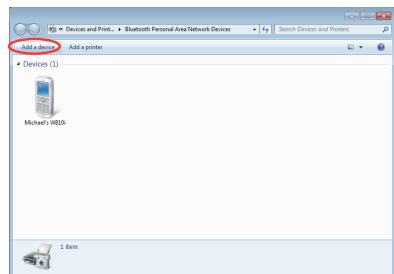 Devices and Print... Bluetooth Personal Area Network Devices
Search Devices and Printers
Add a device Add a printer
Devices (1)
Michael's W810i
1 item